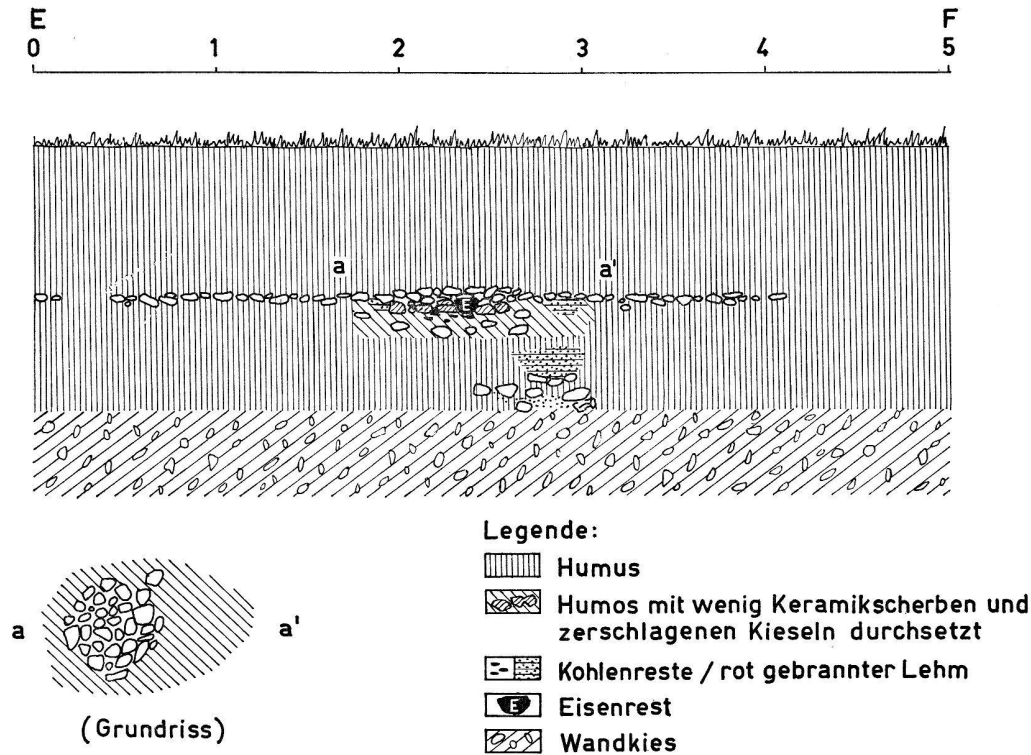 E F
0 1 2 3 4 5
a a'
E
Legende:
Humus
Humos mit wenig Keramikscherben und
zerschlagenen Kieseln durchsetzt
Kohlenreste / rot gebrannter Lehm
E Eisenrest
Wandkies
a a'
(Grundriss)